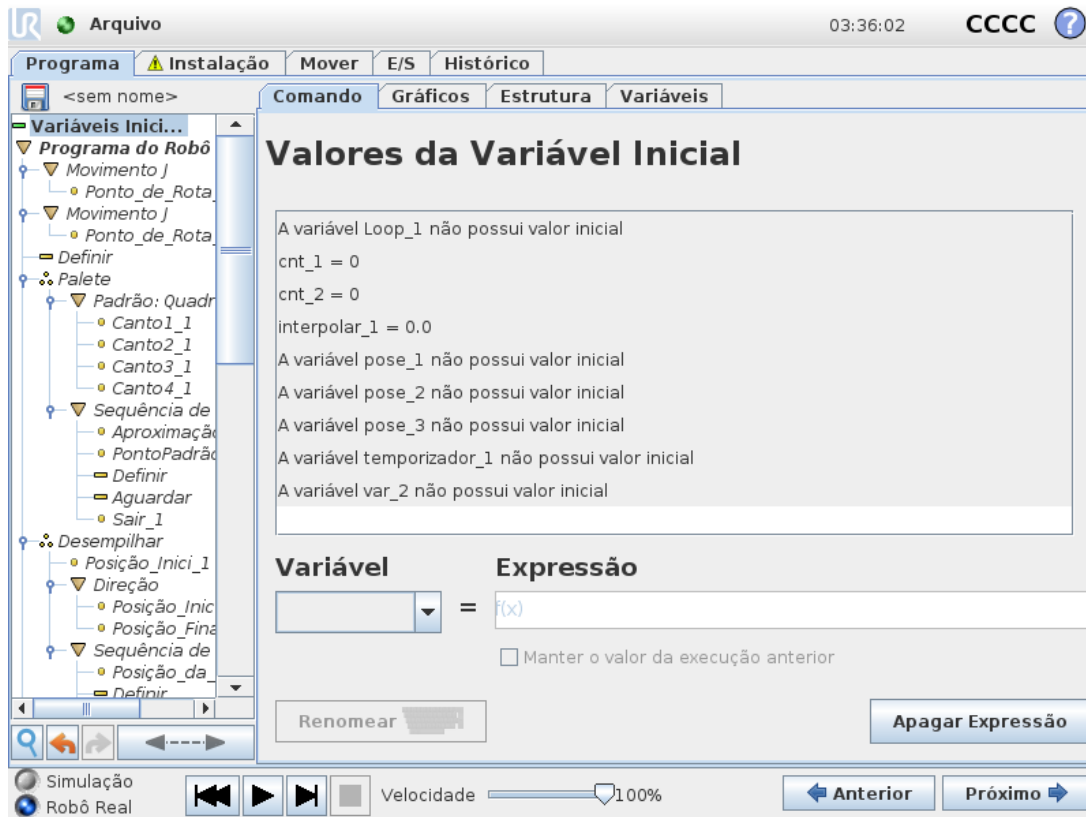 Arquivo
03:36:02
CCCC
?
Programa
Instalação
Mover
E/S
Histórico
<sem nome>
Comando
Gráficos
Estrutura
Variáveis
Variáveis Inici...
Programa do Robô
Movimento J
Ponto_de_Rota_
Movimento J
Ponto_de_Rota_
Definir
Palete
Padrão: Quadr
Canto1_1
Canto2_1
Canto3_1
Canto4_1
Sequência de
Aproximação
PontoPadrão
Definir
Aguardar
Sair_1
Desempilhar
Posição_Inici_1
Direção
Posição_Inic
Posição_Fina
Sequência de
Posição_da_
Definir
Valores da Variável Inicial
A variável Loop_1 não possui valor inicial
cnt_1 = 0
cnt_2 = 0
interpolar_1 = 0.0
A variável pose_1 não possui valor inicial
A variável pose_2 não possui valor inicial
A variável pose_3 não possui valor inicial
A variável temporizador_1 não possui valor inicial
A variável var_2 não possui valor inicial
Variável
Expressão
=
f(x)
Manter o valor da execução anterior
Renomear
Apagar Expressão
Simulação
Robô Real
Velocidade
100%
Anterior
Próximo